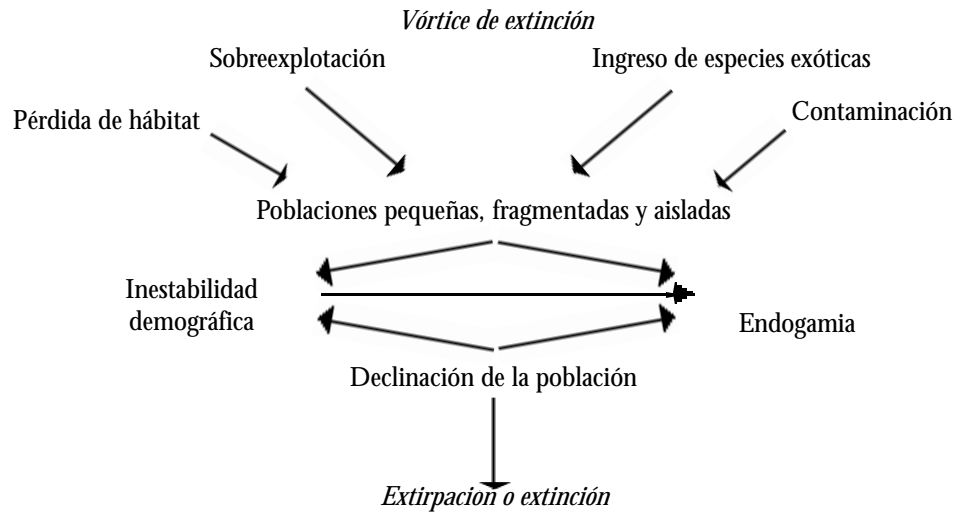 Vórtice de extinción
Sobreexplotación
Ingreso de especies exóticas
Pérdida de hábitat
Contaminación
Poblaciones pequeñas, fragmentadas y aisladas
Inestabilidad
demográfica
Endogamia
Declinación de la población
Extirpacion o extinción